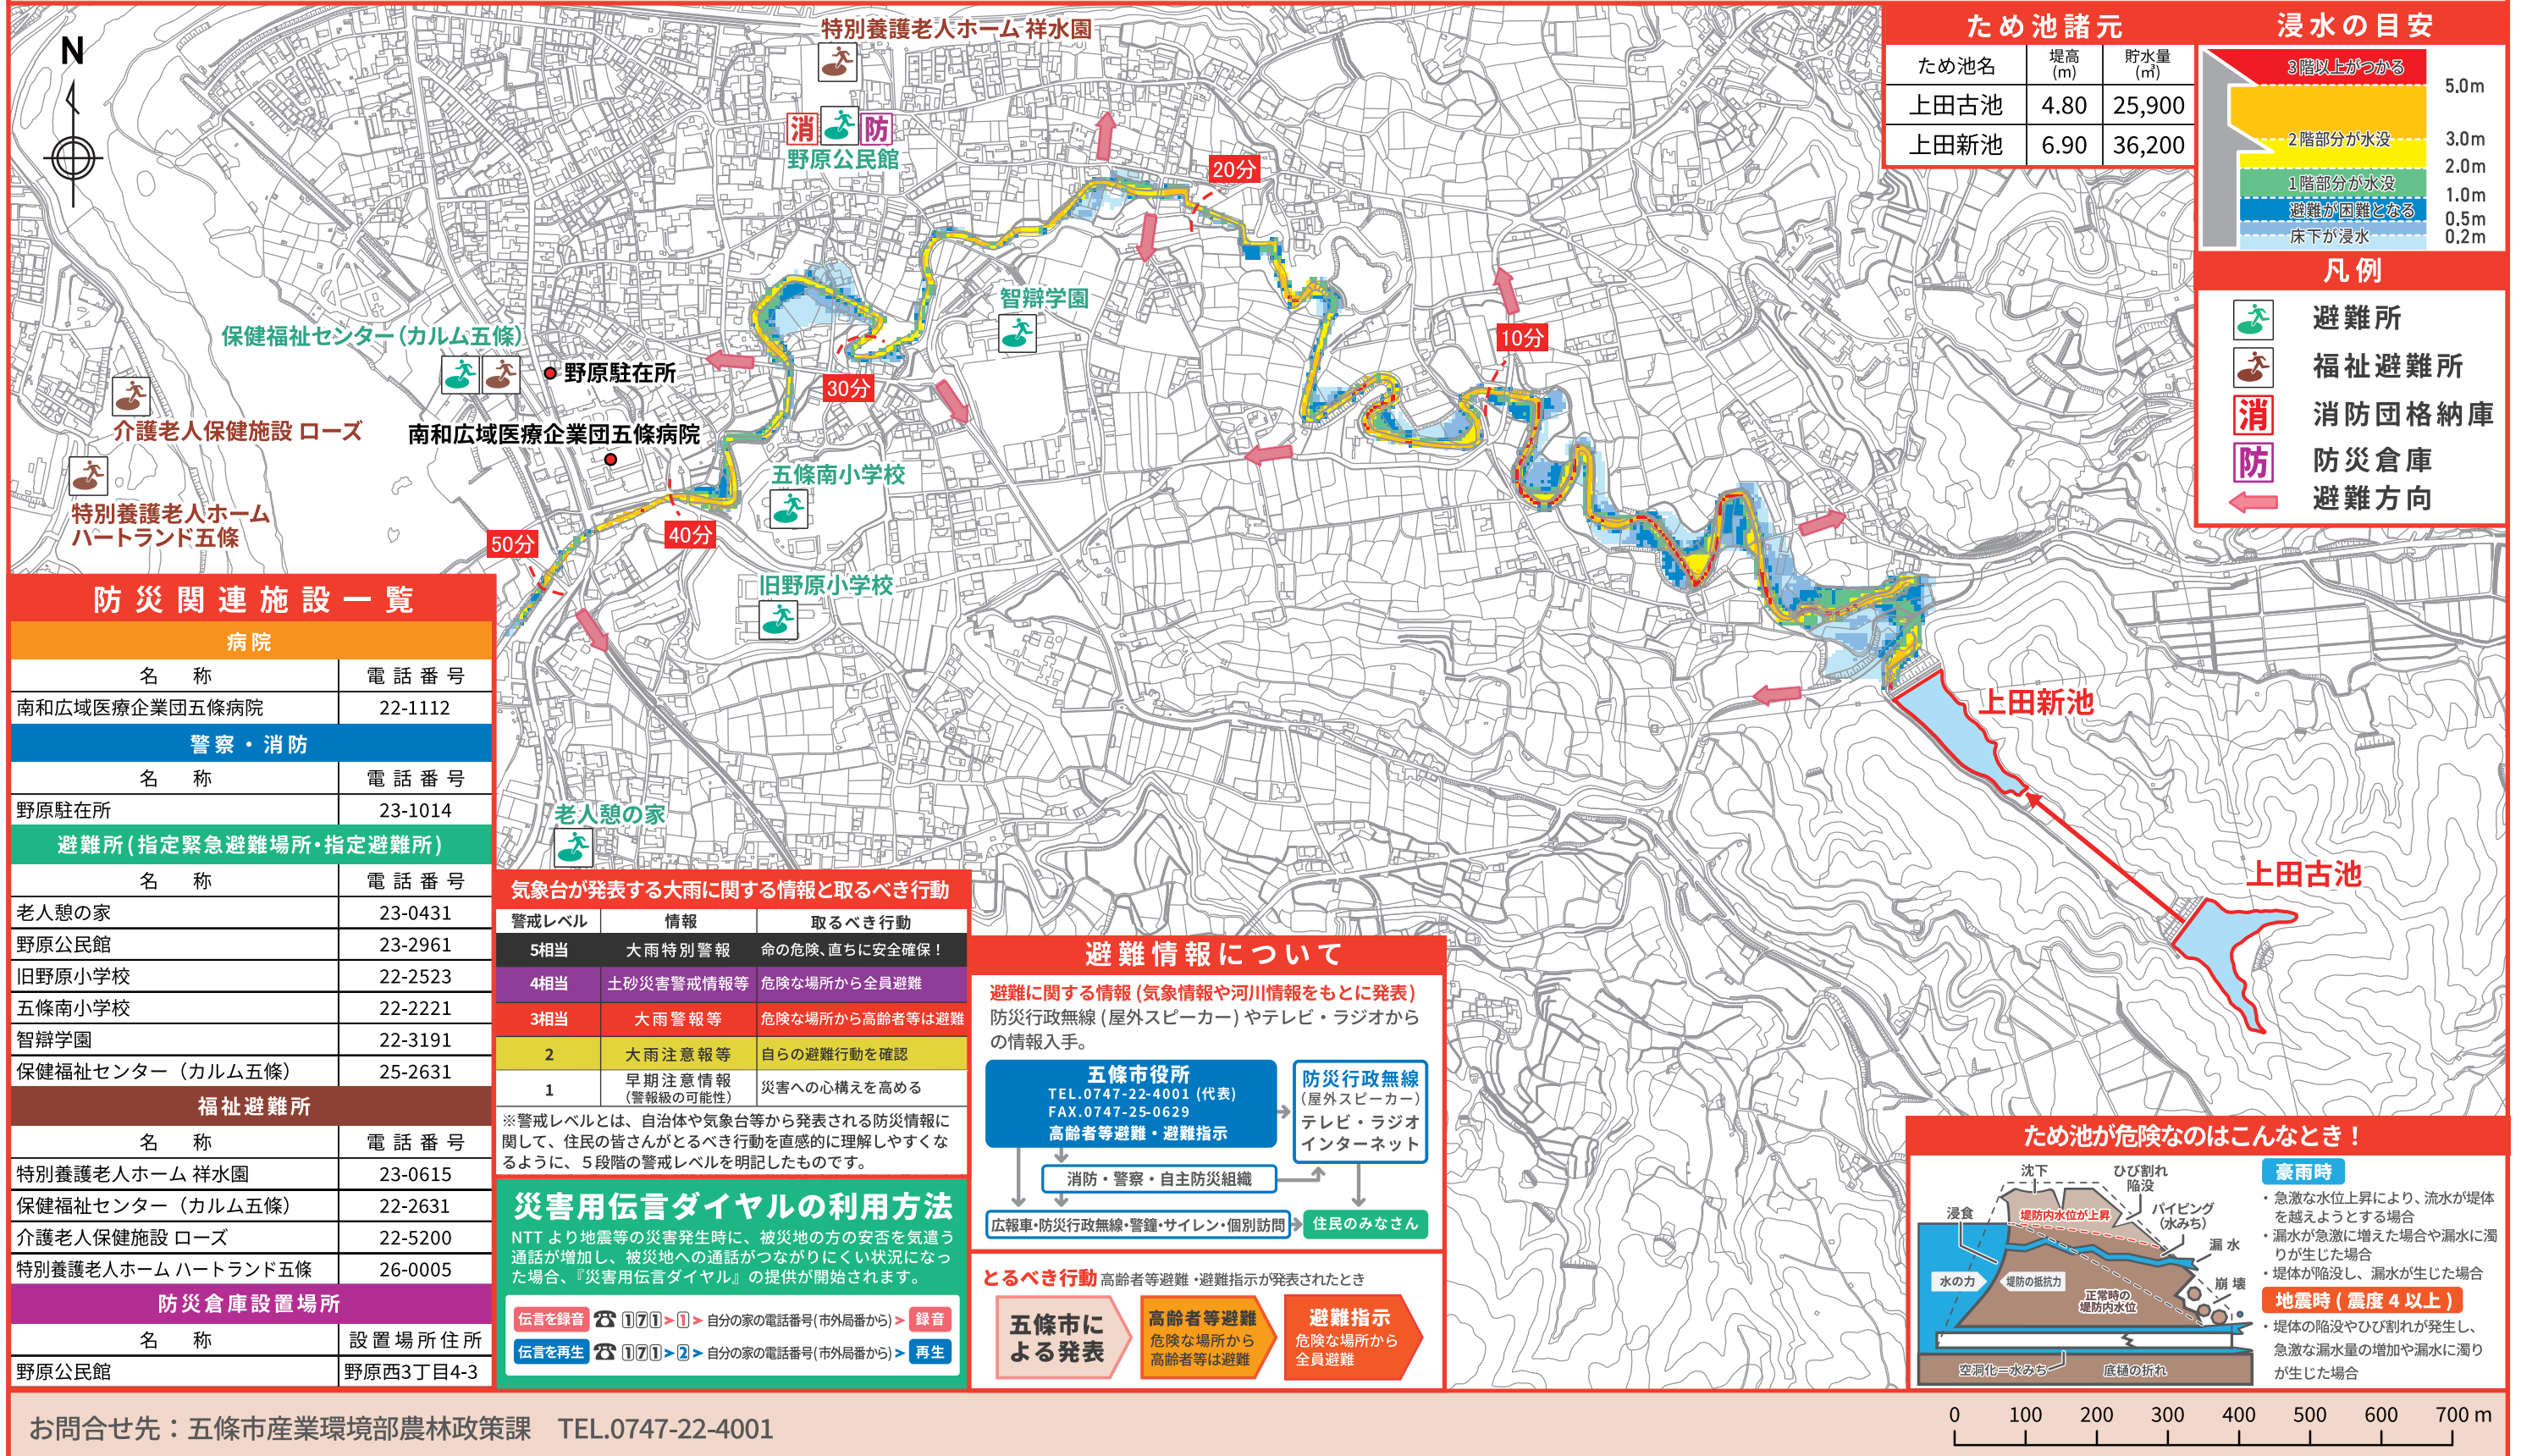 N
特別養護老人ホーム 祥水園
消 防
野原公民館
20分
智辯学園
保健福祉センター(カルム五條)
野原駐在所
10分
30分
介護老人保健施設 ローズ
南和広域医療企業団五條病院
五條南小学校
特別養護老人ホーム
ハートランド五條
40分
50分
旧野原小学校
老人憩の家
上田新池
上田古池
ため池諸元
ため池名 堤高(m) 貯水量(㎥)
上田古池 4.80 25,900
上田新池 6.90 36,200
浸水の目安
3階以上がつかる
5.0m
2階部分が水没
3.0m
2.0m
1階部分が水没
1.0m
避難が困難となる
0.5m
床下が浸水
0.2m
凡例
避難所
福祉避難所
消 消防団格納庫
防 防災倉庫
避難方向
防災関連施設一覧
病院
名 称 電話番号
南和広域医療企業団五條病院 22-1112
警察・消防
名 称 電話番号
野原駐在所 23-1014
避難所(指定緊急避難場所・指定避難所)
名 称 電話番号
老人憩の家 23-0431
野原公民館 23-2961
旧野原小学校 22-2523
五條南小学校 22-2221
智辯学園 22-3191
保健福祉センター（カルム五條） 25-2631
福祉避難所
名 称 電話番号
特別養護老人ホーム 祥水園 23-0615
保健福祉センター（カルム五條） 22-2631
介護老人保健施設 ローズ 22-5200
特別養護老人ホーム ハートランド五條 26-0005
防災倉庫設置場所
名 称 設置場所住所
野原公民館 野原西3丁目4-3
気象台が発表する大雨に関する情報と取るべき行動
警戒レベル 情報 取るべき行動
5相当 大雨特別警報 命の危険、直ちに安全確保！
4相当 土砂災害警戒情報等 危険な場所から全員避難
3相当 大雨警報等 危険な場所から高齢者等は避難
2 大雨注意報等 自らの避難行動を確認
1 早期注意情報 災害への心構えを高める
（警報級の可能性）
※警戒レベルとは、自治体や気象台等から発表される防災情報に
関して、住民の皆さんがとるべき行動を直感的に理解しやすくな
るように、５段階の警戒レベルを明記したものです。
災害用伝言ダイヤルの利用方法
NTTより地震等の災害発生時に、被災地の方の安否を気遣う
通話が増加し、被災地への通話がつながりにくい状況になっ
た場合、『災害用伝言ダイヤル』の提供が開始されます。
伝言を録音 ☎ 171>1> 自分の家の電話番号(市外局番から)> 録音
伝言を再生 ☎ 171>2> 自分の家の電話番号(市外局番から)> 再生
避難情報について
避難に関する情報(気象情報や河川情報をもとに発表)
防災行政無線(屋外スピーカー)やテレビ・ラジオから
の情報入手。
五條市役所
TEL.0747-22-4001 (代表)
FAX.0747-25-0629
高齢者等避難・避難指示
防災行政無線
（屋外スピーカー）
テレビ・ラジオ
インターネット
消防・警察・自主防災組織
広報車・防災行政無線・警鐘・サイレン・個別訪問
住民のみなさん
とるべき行動 高齢者等避難・避難指示が発表されたとき
五條市に
よる発表
高齢者等避難
危険な場所から
高齢者等は避難
避難指示
危険な場所から
全員避難
ため池が危険なのはこんなとき！
沈下
ひび割れ
陥没
浸食
堤防内水位が上昇
パイピング
（水みち）
漏水
水の力
堤防の抵抗力
崩壊
正常時の
堤防内水位
空洞化＝水みち
底樋の折れ
豪雨時
・急激な水位上昇により、流水が堤体
を越えようとする場合
・漏水が急激に増えた場合や漏水に濁
りが生じた場合
・堤体が陥没し、漏水が生じた場合
地震時(震度4以上)
・堤体の陥没やひび割れが発生し、
急激な漏水量の増加や漏水に濁り
が生じた場合
お問合せ先：五條市産業環境部農林政策課 TEL.0747-22-4001
0 100 200 300 400 500 600 700 m